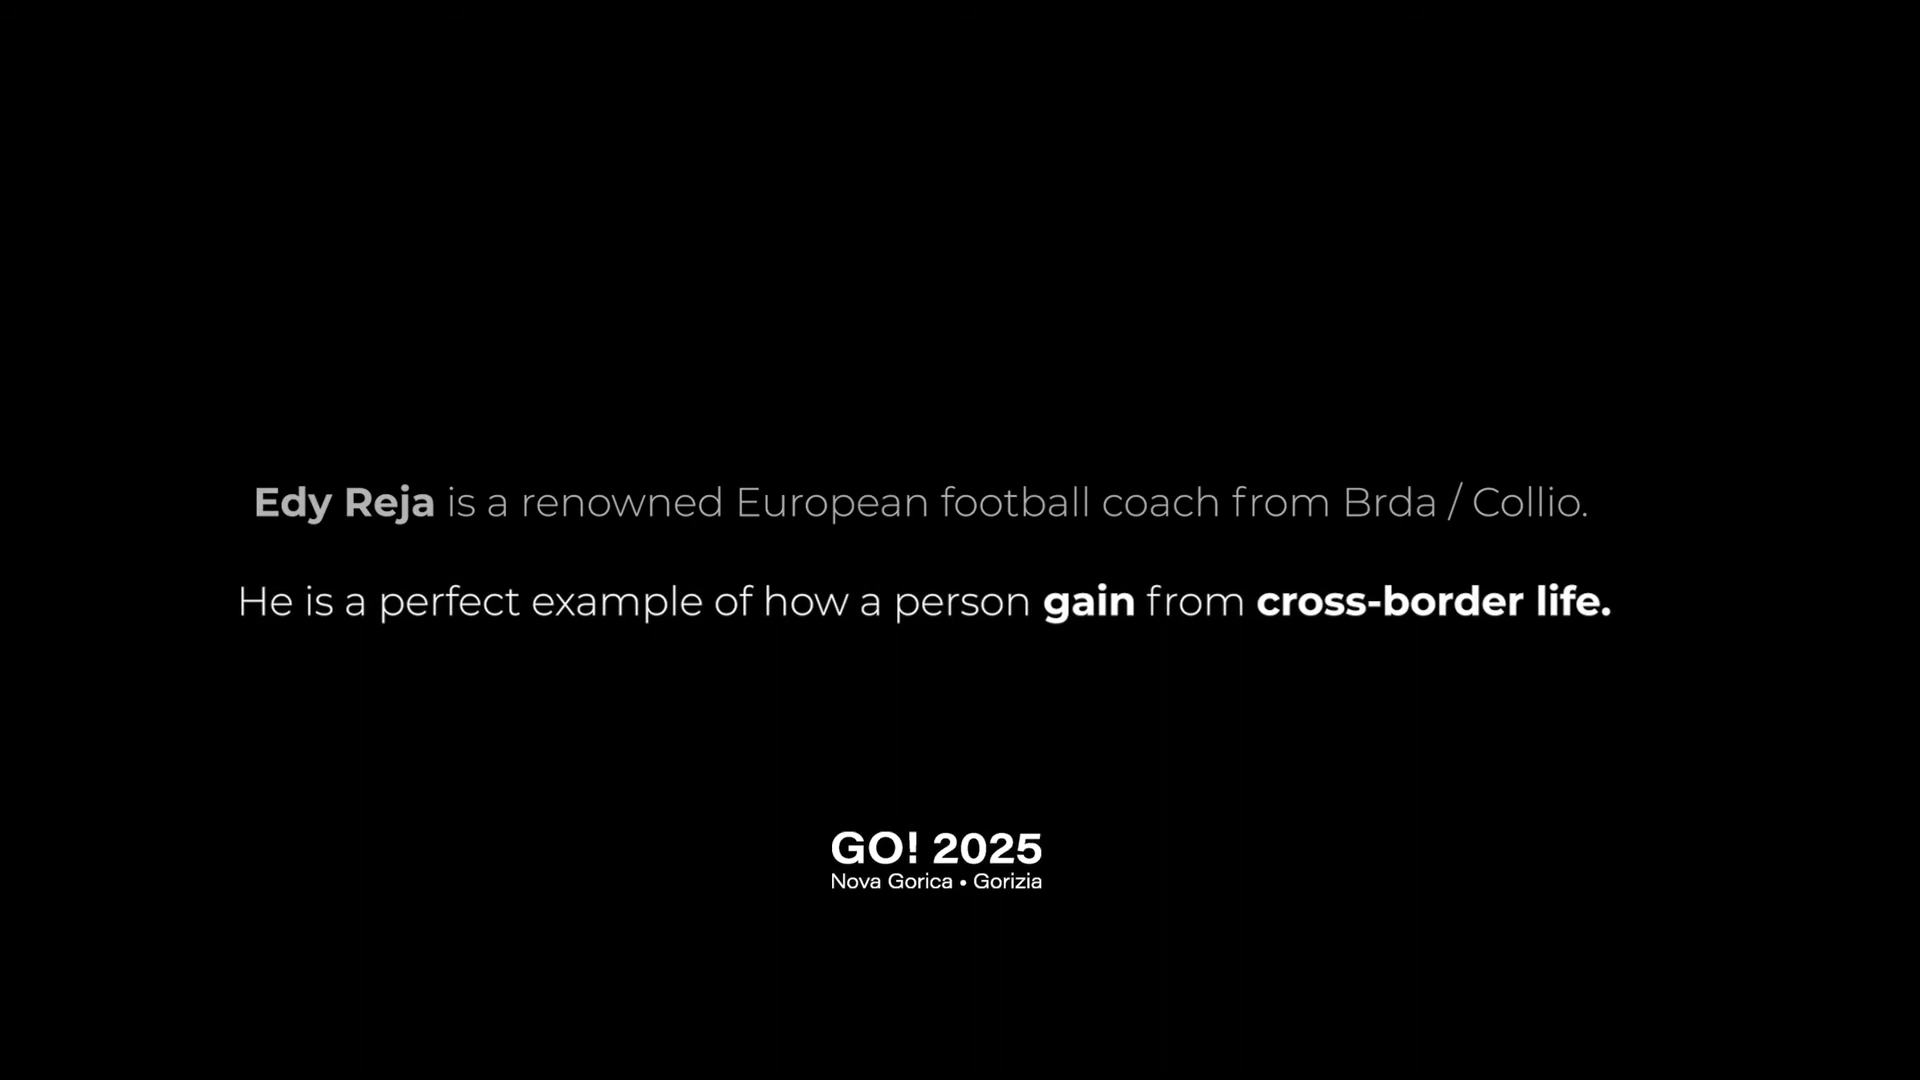 Edy Reja is a renowned European football coach from Brda / Collio.
He is a perfect example of how a person gain from cross-border life.
GO! 2025
Nova Gorica • Gorizia